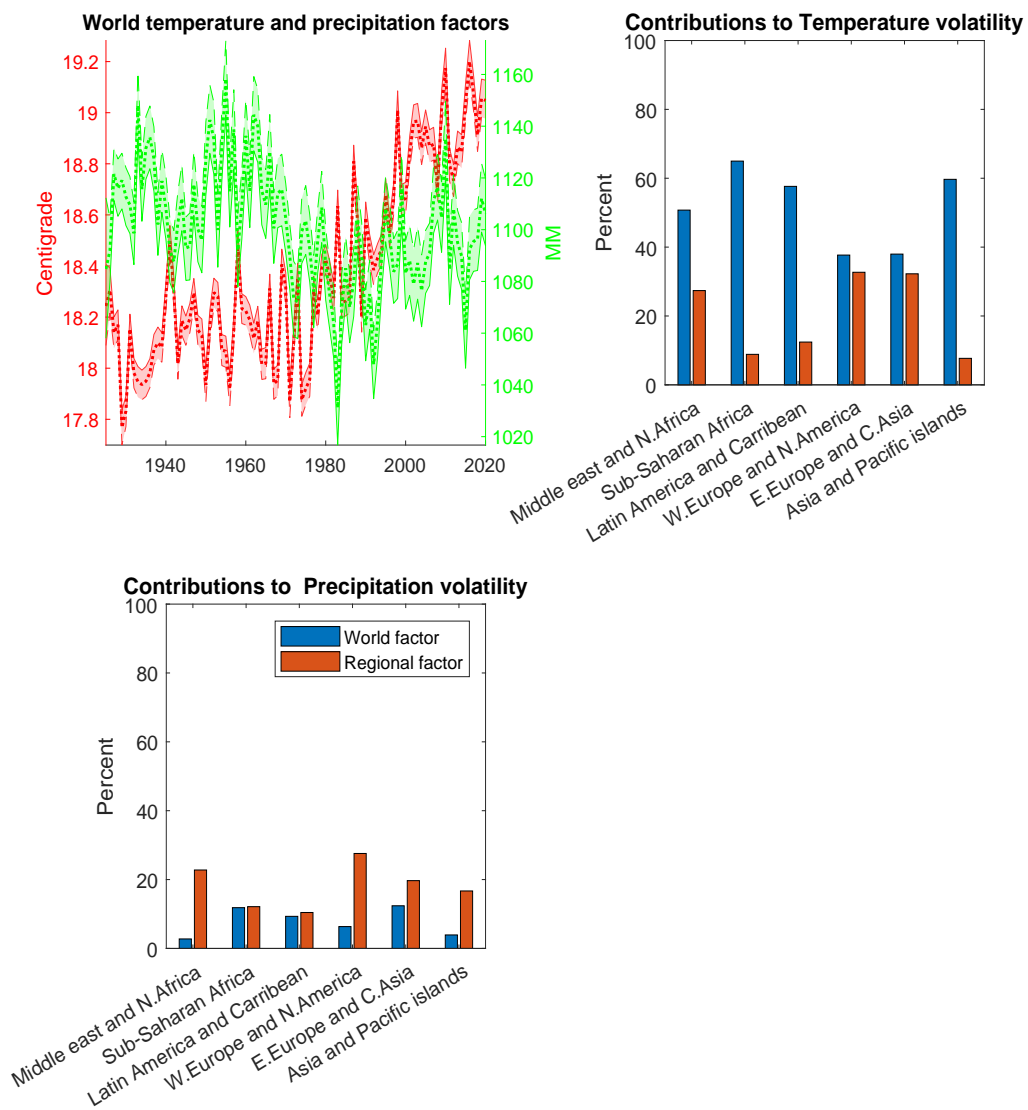 World temperature and precipitation factors
Centigrade
19.2
19
18.8
18.6
18.4
18.2
18
17.8
1160
1140
1120
1100
1080
1060
1040
1020
MM
1940
1960
1980
2000
2020
Contributions to Temperature volatility
Percent
100
80
60
40
20
0
Middle east and N.Africa
Sub-Saharan Africa
Latin America and Carribean
W.Europe and N.America
E.Europe and C.Asia
Asia and Pacific islands
Contributions to Precipitation volatility
Percent
100
80
60
40
20
0
World factor
Regional factor
Middle east and N.Africa
Sub-Saharan Africa
Latin America and Carribean
W.Europe and N.America
E.Europe and C.Asia
Asia and Pacific islands